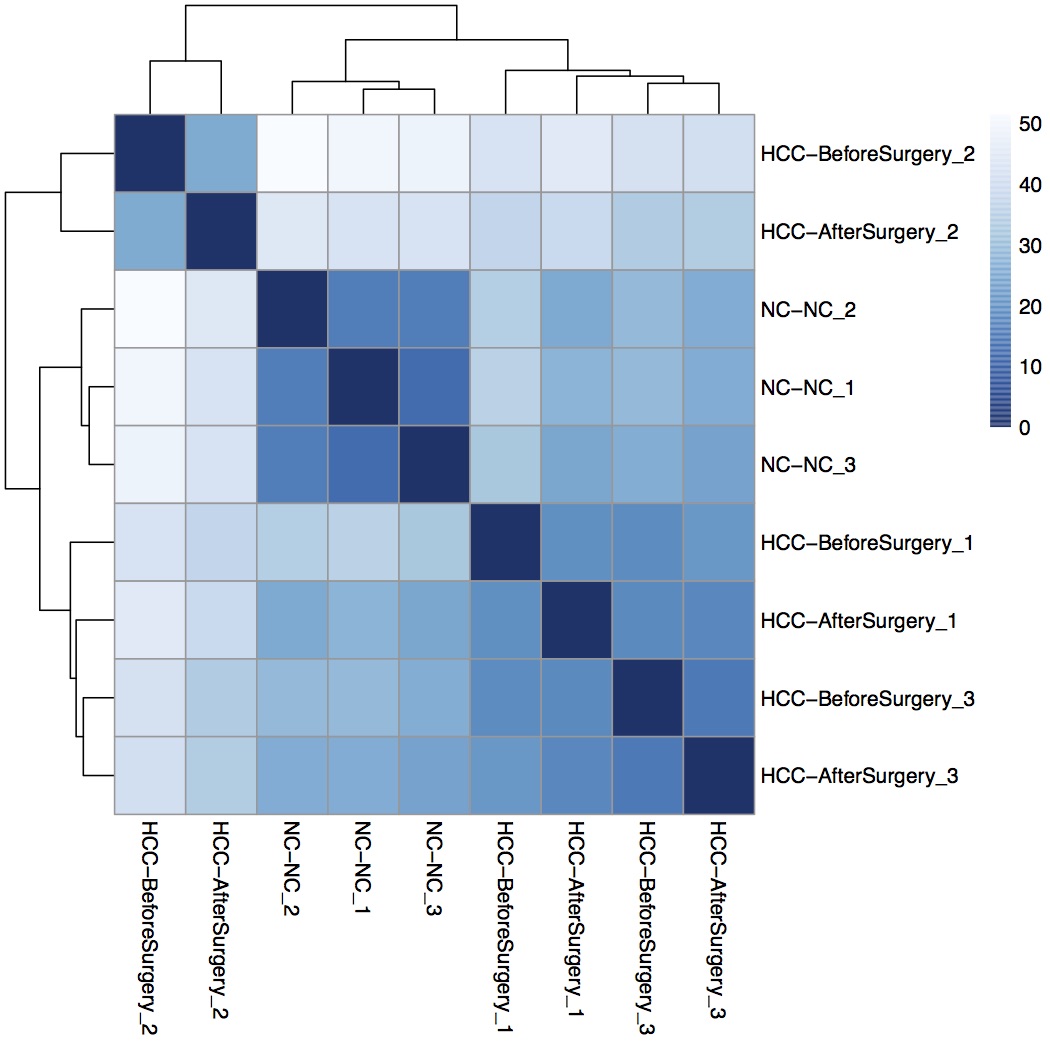 50
40
30
20
10
0
HCC−BeforeSurgery_2
HCC−AfterSurgery_2
NC−NC_2
NC−NC_1
NC−NC_3
HCC−BeforeSurgery_1
HCC−AfterSurgery_1
HCC−BeforeSurgery_3
HCC−AfterSurgery_3
HCC−BeforeSurgery_2
HCC−AfterSurgery_2
NC−NC_2
NC−NC_1
NC−NC_3
HCC−BeforeSurgery_1
HCC−AfterSurgery_1
HCC−BeforeSurgery_3
HCC−AfterSurgery_3